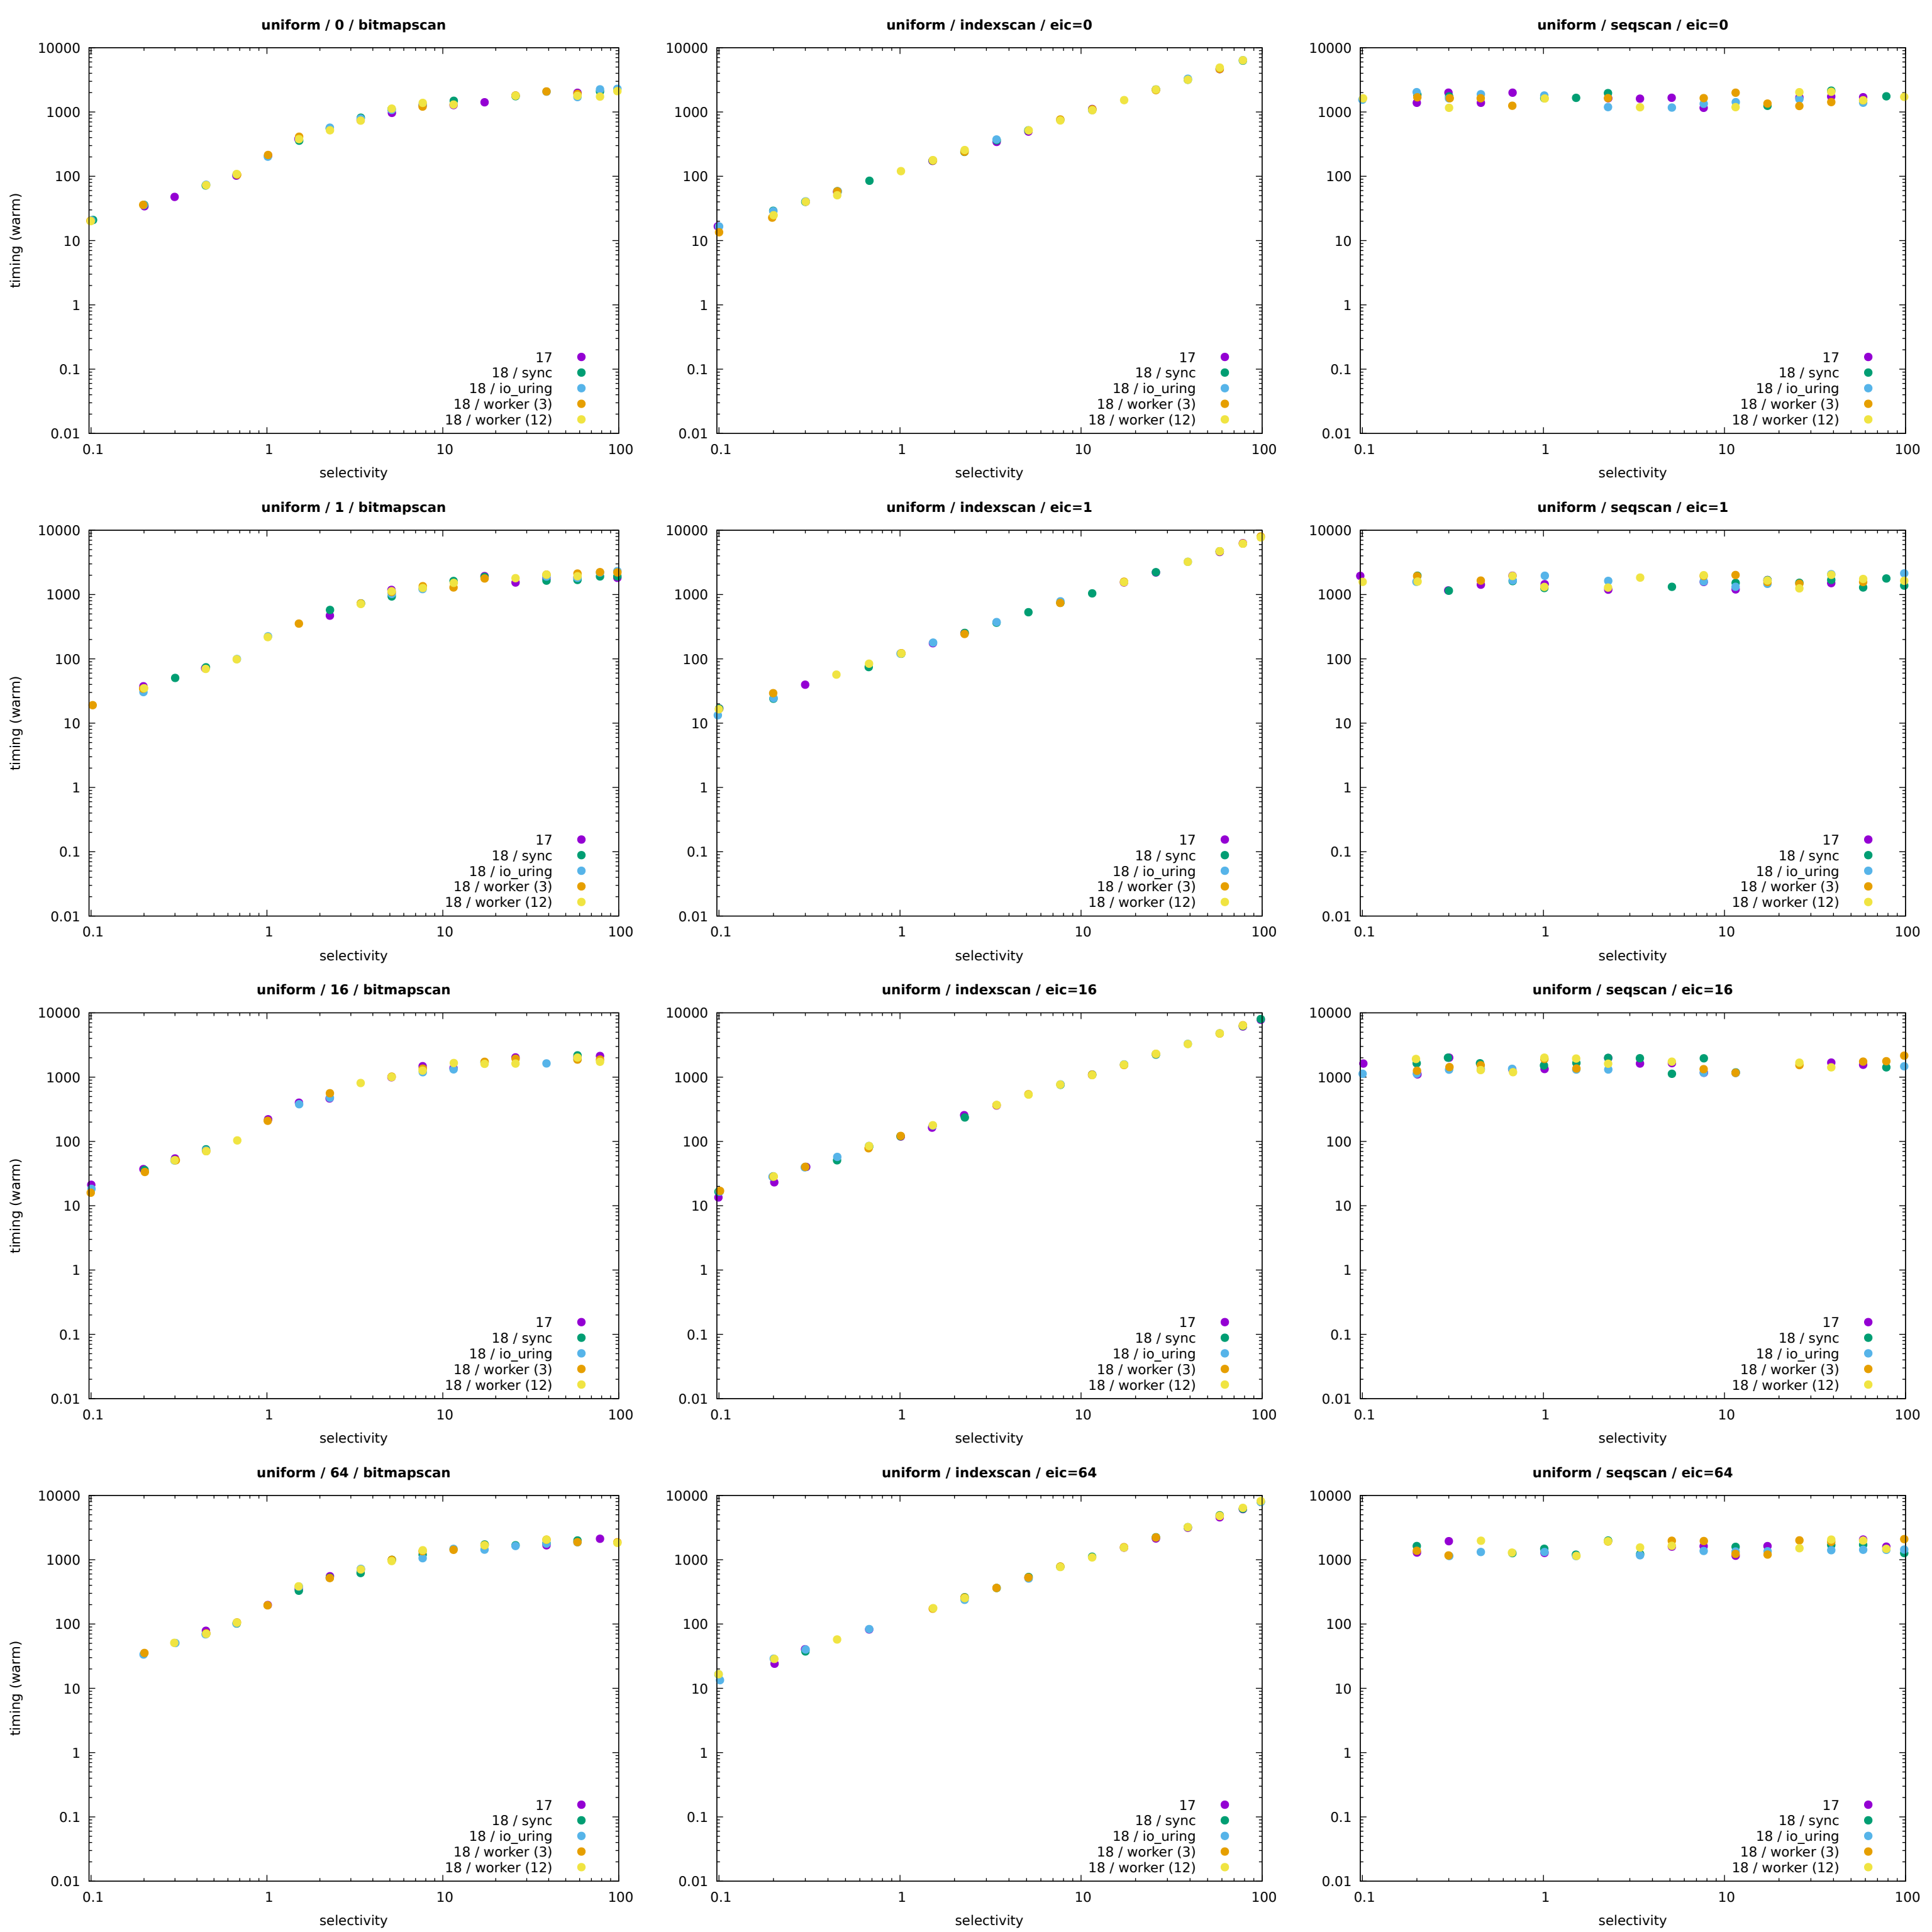 uniform / 0 / bitmapscan
10000
1000
100
10
1
0.1
0.01
timing (warm)
17
18 / sync
18 / io_uring
18 / worker (3)
18 / worker (12)
0.1 1 10 100
selectivity
uniform / indexscan / eic=0
10000
1000
100
10
1
0.1
0.01
17
18 / sync
18 / io_uring
18 / worker (3)
18 / worker (12)
0.1 1 10 100
selectivity
uniform / seqscan / eic=0
10000
1000
100
10
1
0.1
0.01
17
18 / sync
18 / io_uring
18 / worker (3)
18 / worker (12)
0.1 1 10 100
selectivity
uniform / 1 / bitmapscan
10000
1000
100
10
1
0.1
0.01
timing (warm)
17
18 / sync
18 / io_uring
18 / worker (3)
18 / worker (12)
0.1 1 10 100
selectivity
uniform / indexscan / eic=1
10000
1000
100
10
1
0.1
0.01
17
18 / sync
18 / io_uring
18 / worker (3)
18 / worker (12)
0.1 1 10 100
selectivity
uniform / seqscan / eic=1
10000
1000
100
10
1
0.1
0.01
17
18 / sync
18 / io_uring
18 / worker (3)
18 / worker (12)
0.1 1 10 100
selectivity
uniform / 16 / bitmapscan
10000
1000
100
10
1
0.1
0.01
timing (warm)
17
18 / sync
18 / io_uring
18 / worker (3)
18 / worker (12)
0.1 1 10 100
selectivity
uniform / indexscan / eic=16
10000
1000
100
10
1
0.1
0.01
17
18 / sync
18 / io_uring
18 / worker (3)
18 / worker (12)
0.1 1 10 100
selectivity
uniform / seqscan / eic=16
10000
1000
100
10
1
0.1
0.01
17
18 / sync
18 / io_uring
18 / worker (3)
18 / worker (12)
0.1 1 10 100
selectivity
uniform / 64 / bitmapscan
10000
1000
100
10
1
0.1
0.01
timing (warm)
17
18 / sync
18 / io_uring
18 / worker (3)
18 / worker (12)
0.1 1 10 100
selectivity
uniform / indexscan / eic=64
10000
1000
100
10
1
0.1
0.01
17
18 / sync
18 / io_uring
18 / worker (3)
18 / worker (12)
0.1 1 10 100
selectivity
uniform / seqscan / eic=64
10000
1000
100
10
1
0.1
0.01
17
18 / sync
18 / io_uring
18 / worker (3)
18 / worker (12)
0.1 1 10 100
selectivity